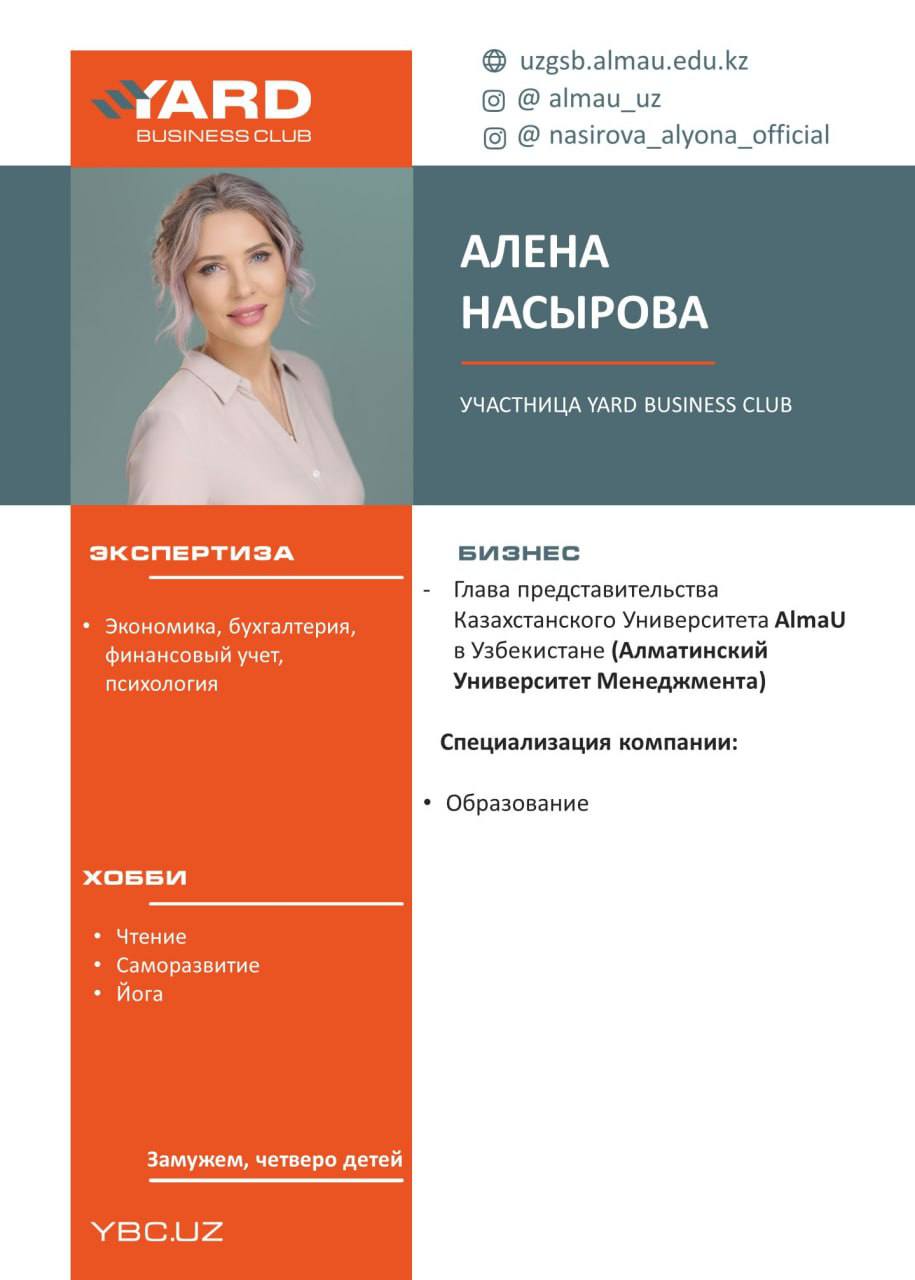 YARD
BUSINESS CLUB
uzgsb.almau.edu.kz
@ almau_uz
@ nasirova_alyona_official
АЛЕНА
НАСЫРОВА
УЧАСТНИЦА YARD BUSINESS CLUB
ЭКСПЕРТИЗА
• Экономика, бухгалтерия,
финансовый учет,
психология
ХОББИ
• Чтение
• Саморазвитие
• Йога
Замужем, четверо детей
YBC.UZ
БИЗНЕС
- Глава представительства
Казахстанского Университета AlmaU
в Узбекистане (Алматинский
Университет Менеджмента)
Специализация компании:
• Образование